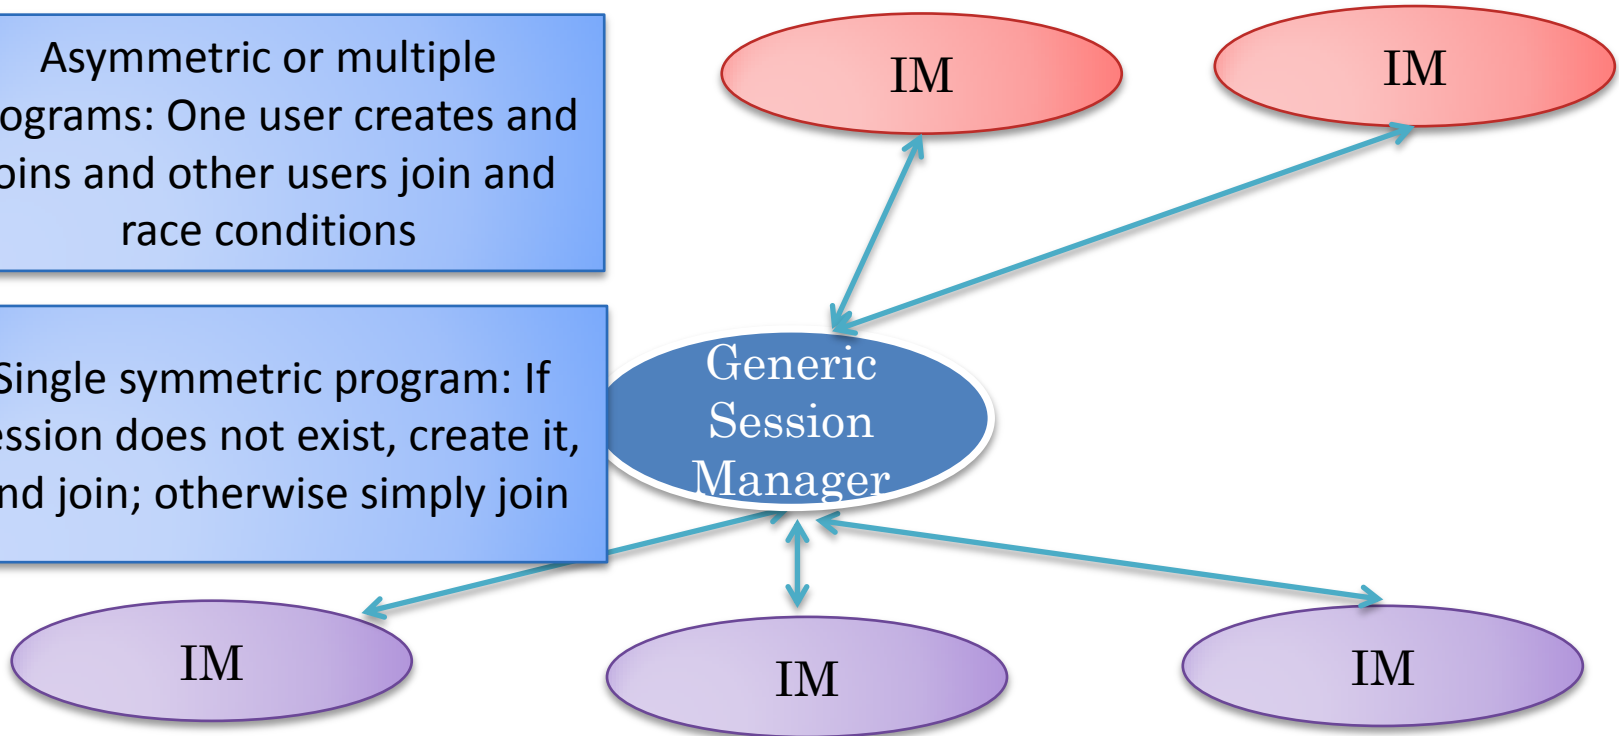 Asymmetric or multiple
ograms: One user creates and
oins and other users join and
race conditions
IM
IM
Single symmetric program: If
ession does not exist, create it,
nd join; otherwise simply join
Generic
Session
Manager
IM
IM
IM